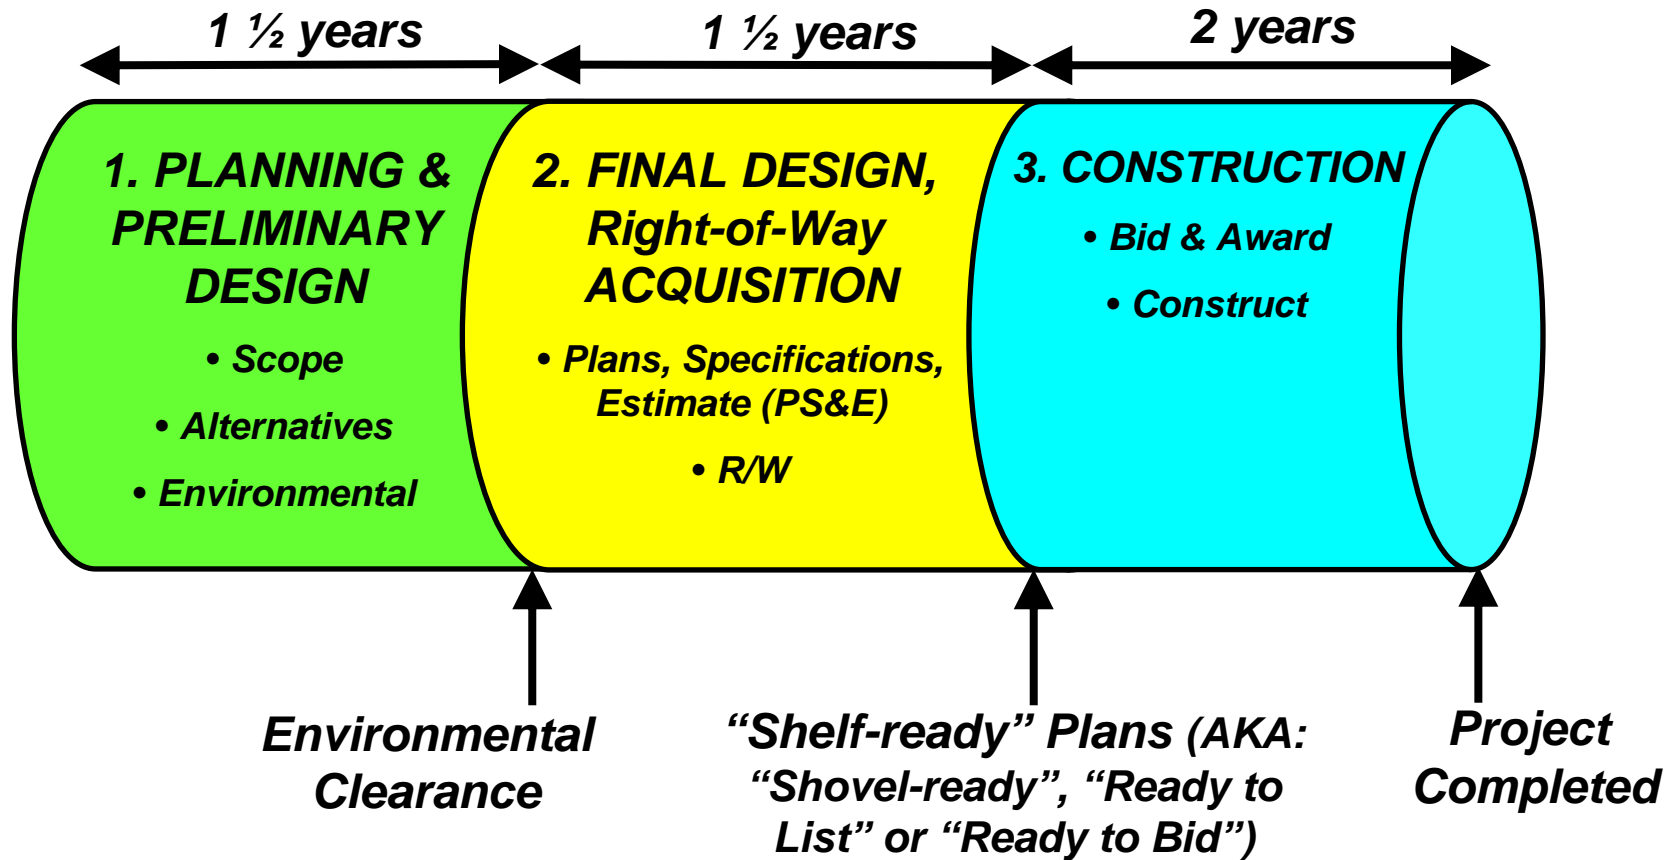 1 ½ years
1 ½ years
2 years
1. PLANNING &
PRELIMINARY
DESIGN
• Scope
• Alternatives
• Environmental
2. FINAL DESIGN,
Right-of-Way
ACQUISITION
• Plans, Specifications,
Estimate (PS&E)
• R/W
3. CONSTRUCTION
• Bid & Award
• Construct
Environmental
Clearance
“Shelf-ready” Plans (AKA:
“Shovel-ready”, “Ready to
List” or “Ready to Bid”)
Project
Completed